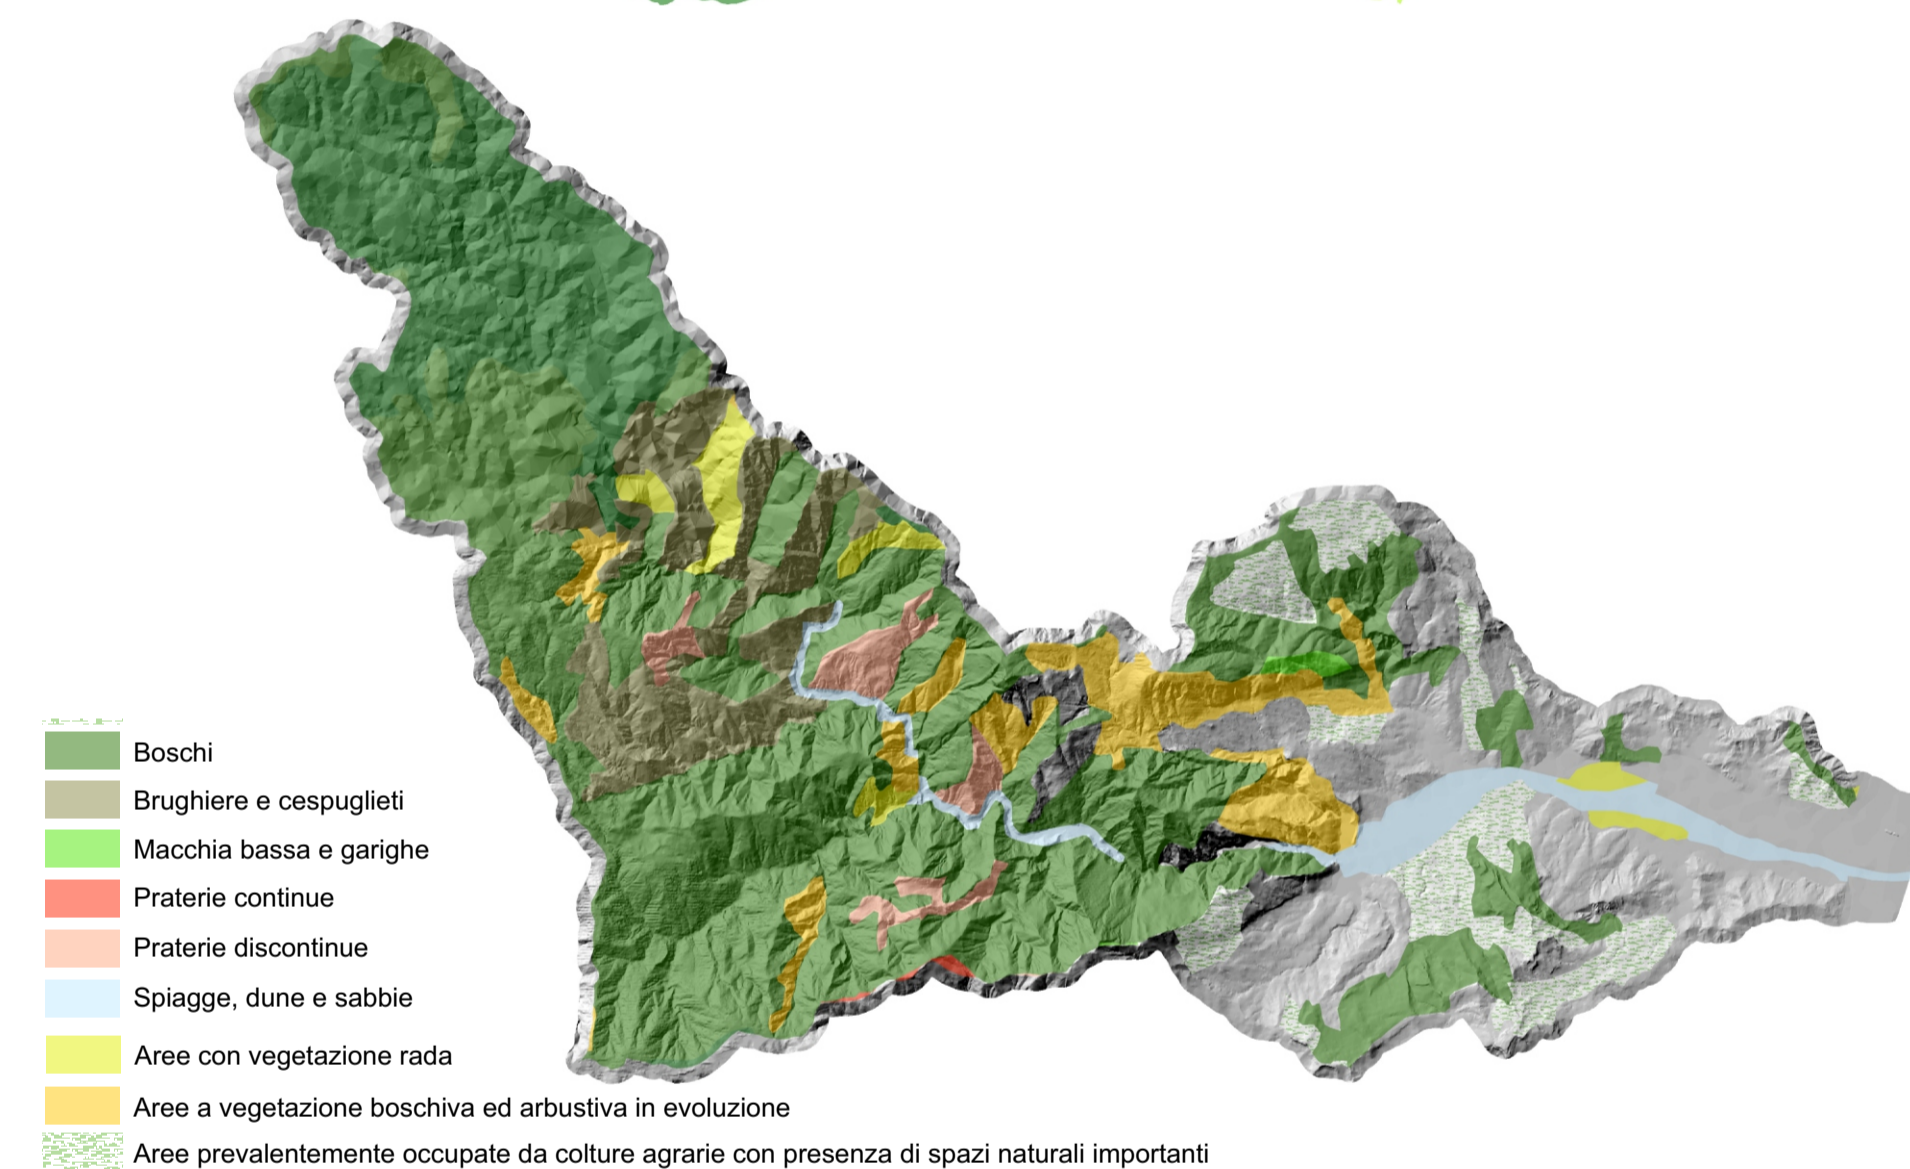 Boschi
Brughiere e cespuglieti
Macchia bassa e garighe
Praterie continue
Praterie discontinue
Spiagge, dune e sabbie
Aree con vegetazione rada
Aree a vegetazione boschiva ed arbustiva in evoluzione
Aree prevalentemente occupate da colture agrarie con presenza di spazi naturali importanti